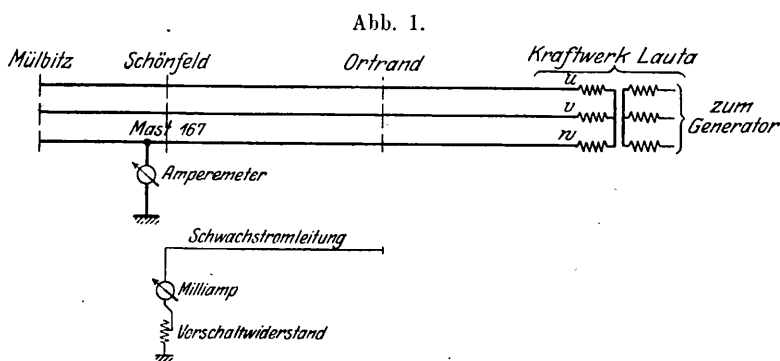 Abb. 1.
Mülbitz Schönfeld Ortrand Kraftwerk Lauta
u
v
w
zum
Generator
Mast 167
Amperemeter
Schwachstromleitung
Milliamp
Vorschaltwiderstand